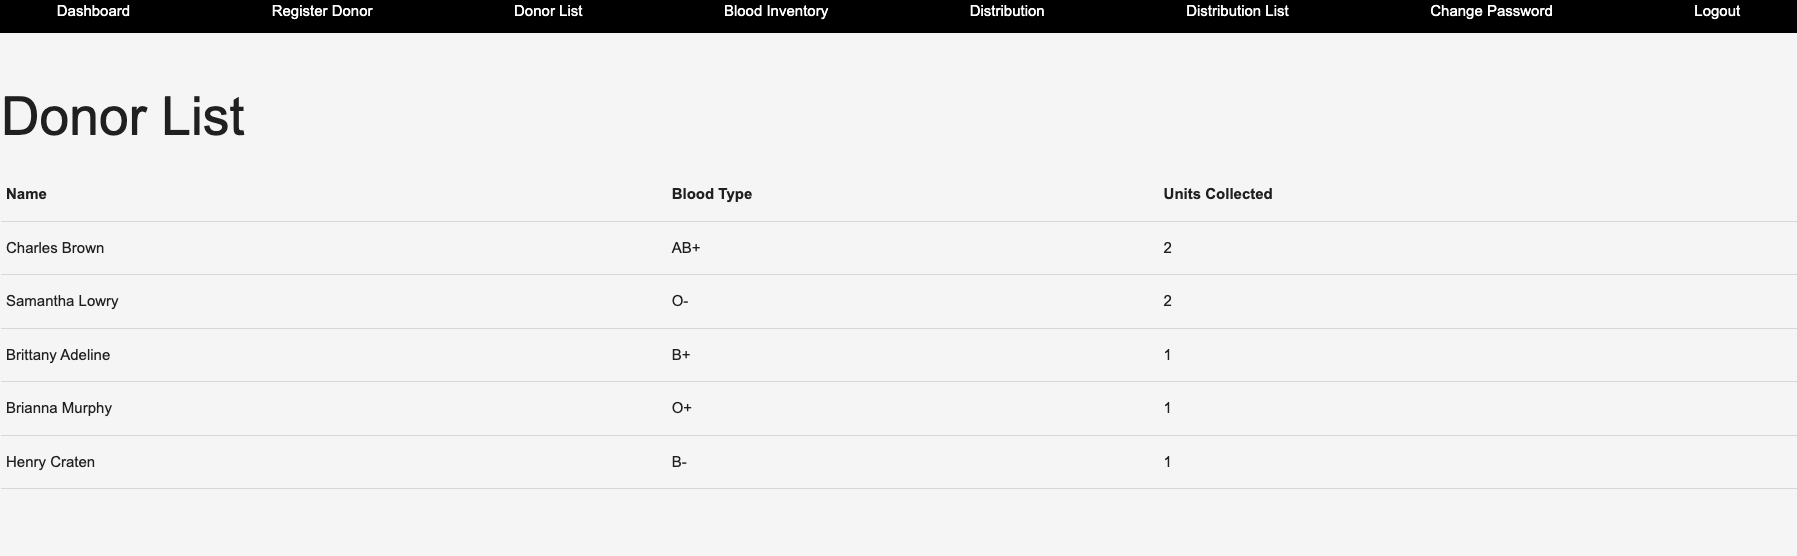 Dashboard Register Donor Donor List Blood Inventory Distribution Distribution List Change Password Logout
Donor List
Name Blood Type Units Collected
Charles Brown AB+ 2
Samantha Lowry O- 2
Brittany Adeline B+ 1
Brianna Murphy O+ 1
Henry Craten B- 1